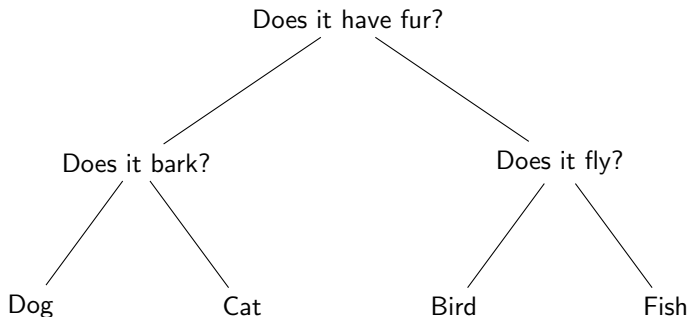 Does it have fur?
Does it bark?
Does it fly?
Dog
Cat
Bird
Fish